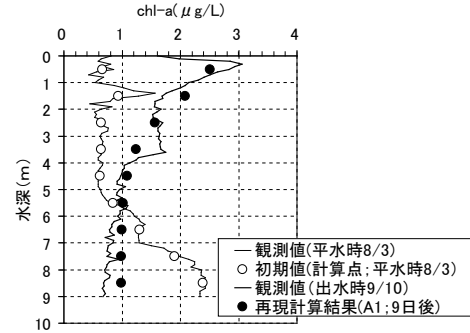 chl-a(μg/L)
0 1 2 3 4
0
1
2
3
4
5
6
7
8
9
10
水深(m)
観測値(平水時8/3)
初期値(計算点;平水時8/3)
観測値(出水時9/10)
再現計算結果(A1;9日後)